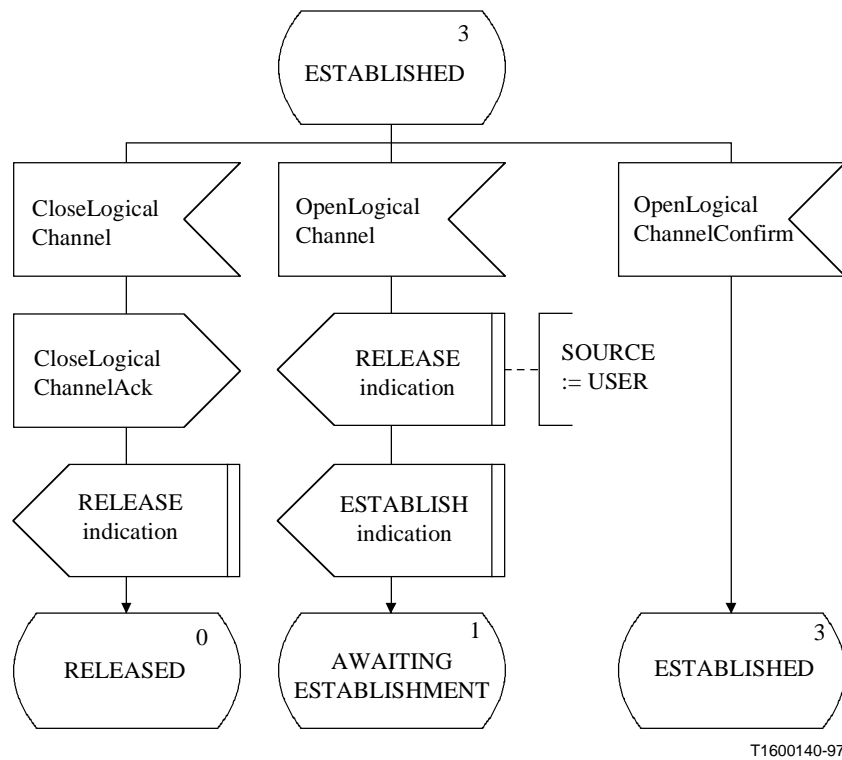 3
ESTABLISHED
CloseLogical
Channel
OpenLogical
Channel
OpenLogical
ChannelConfirm
CloseLogical
ChannelAck
RELEASE
indication
SOURCE
:= USER
RELEASE
indication
ESTABLISH
indication
0
RELEASED
1
AWAITING
ESTABLISHMENT
3
ESTABLISHED
T1600140-97